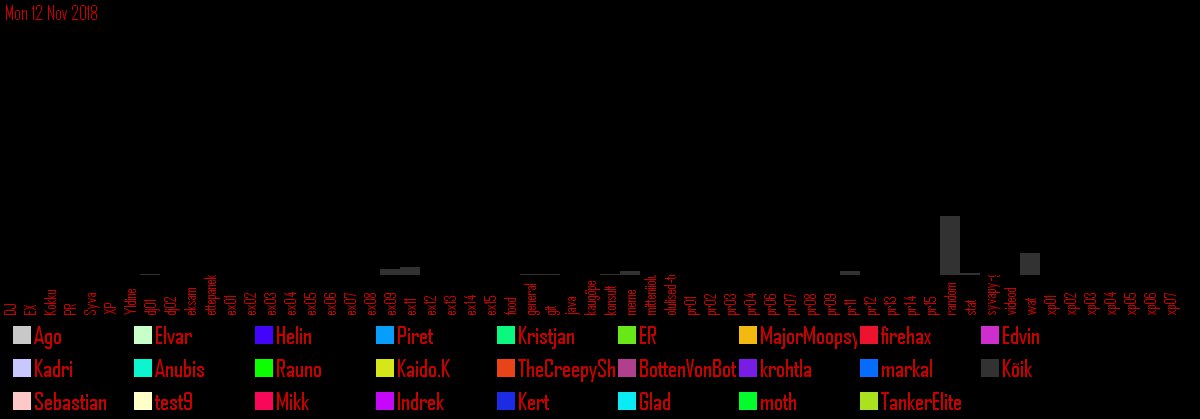 Mon 12 Nov 2018
DJ EX Kokku PR Syva XP Yldine dj01 dj02 eksam ettepanek ex01 ex02 ex03 ex04 ex05 ex06 ex07 ex08 ex09 ex11 ex12 ex13 ex14 ex15 food general git java kaugõpe konsult meme mitteniiolu olulised-h pr01 pr02 pr03 pr04 pr06 pr07 pr08 pr09 pr11 pr12 pr13 pr14 pr15 random stat syvapy-l videod wat xp01 xp02 xp03 xp04 xp05 xp06 xp07
Ago Elvar Helin Piret Kristjan ER MajorMoopsy firehax Edvin
Kadri Anubis Rauno Kaido.K TheCreepySh BottenVonBot krohtla markal Kõik
Sebastian test9 Mikk Indrek Kert Glad moth TankerElite